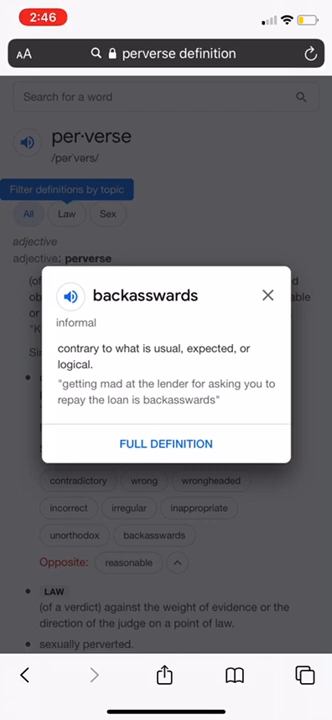 2:46
AA perverse definition
Search for a word
per·verse
/pərˈvərs/
Filter definitions by topic
All Law Sex
adjective
adjective: perverse
backasswards
informal
contrary to what is usual, expected, or
logical.
"getting mad at the lender for asking you to
repay the loan is backasswards"
FULL DEFINITION
contradictory wrong wrongheaded
incorrect irregular inappropriate
unorthodox backasswards
Opposite: reasonable
LAW
(of a verdict) against the weight of evidence or the
direction of the judge on a point of law.
sexually perverted.